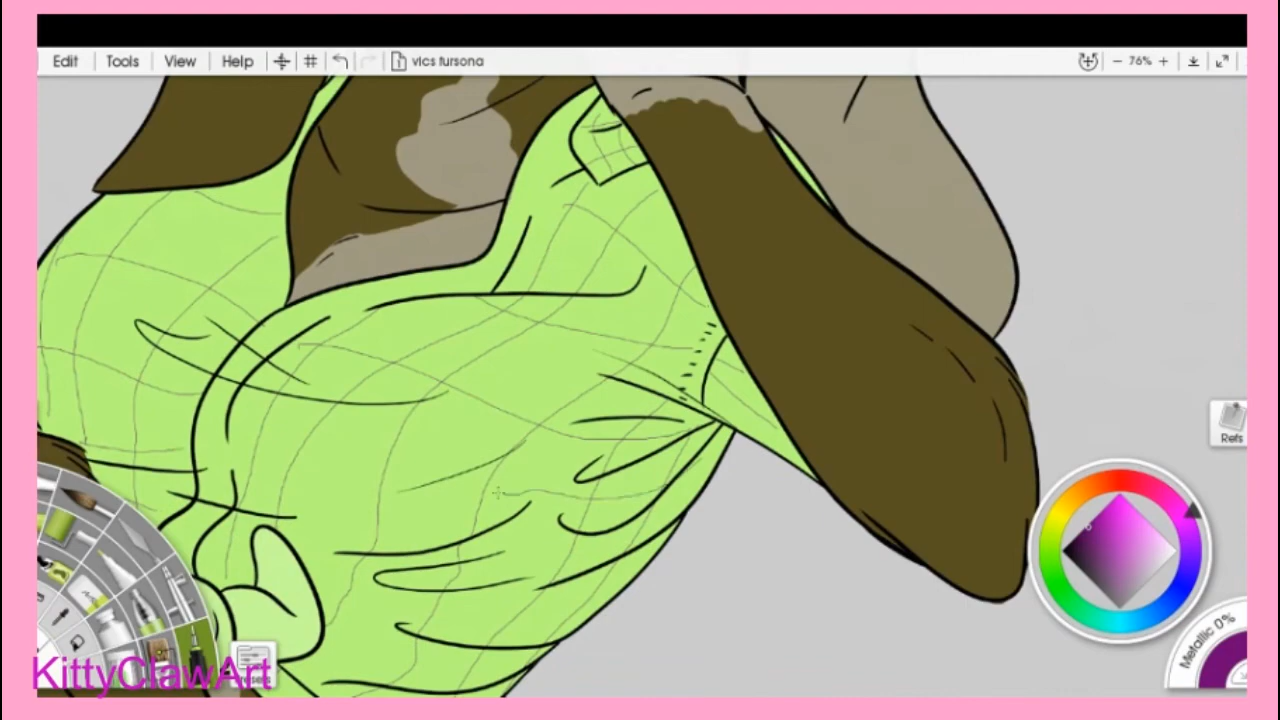 Edit Tools View Help vics fursona − 76% +
Refs
Metallic 0%
KittyClawArt